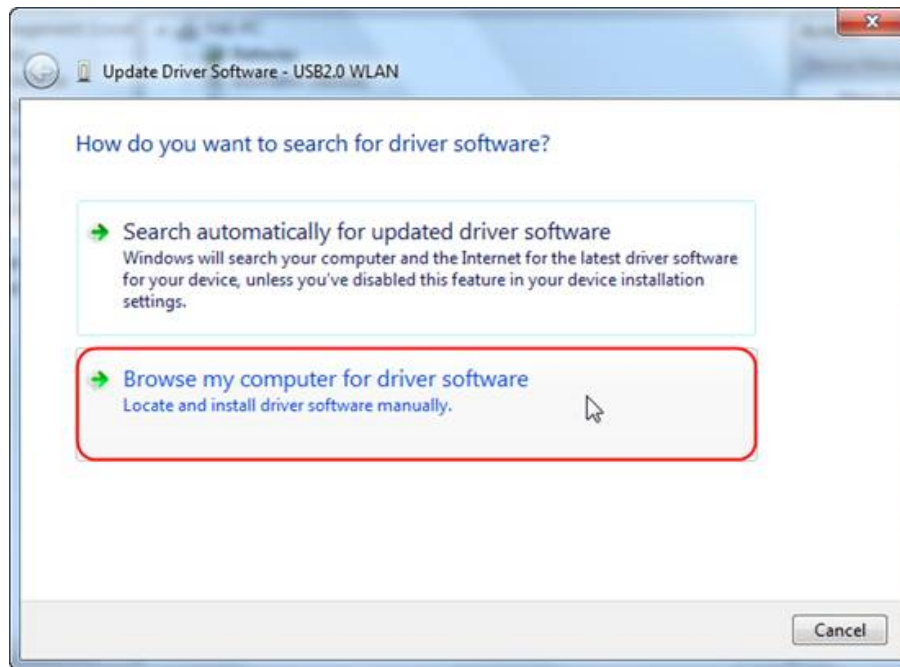 Update Driver Software - USB2.0 WLAN
How do you want to search for driver software?
Search automatically for updated driver software
Windows will search your computer and the Internet for the latest driver software
for your device, unless you've disabled this feature in your device installation
settings.
Browse my computer for driver software
Locate and install driver software manually.
Cancel